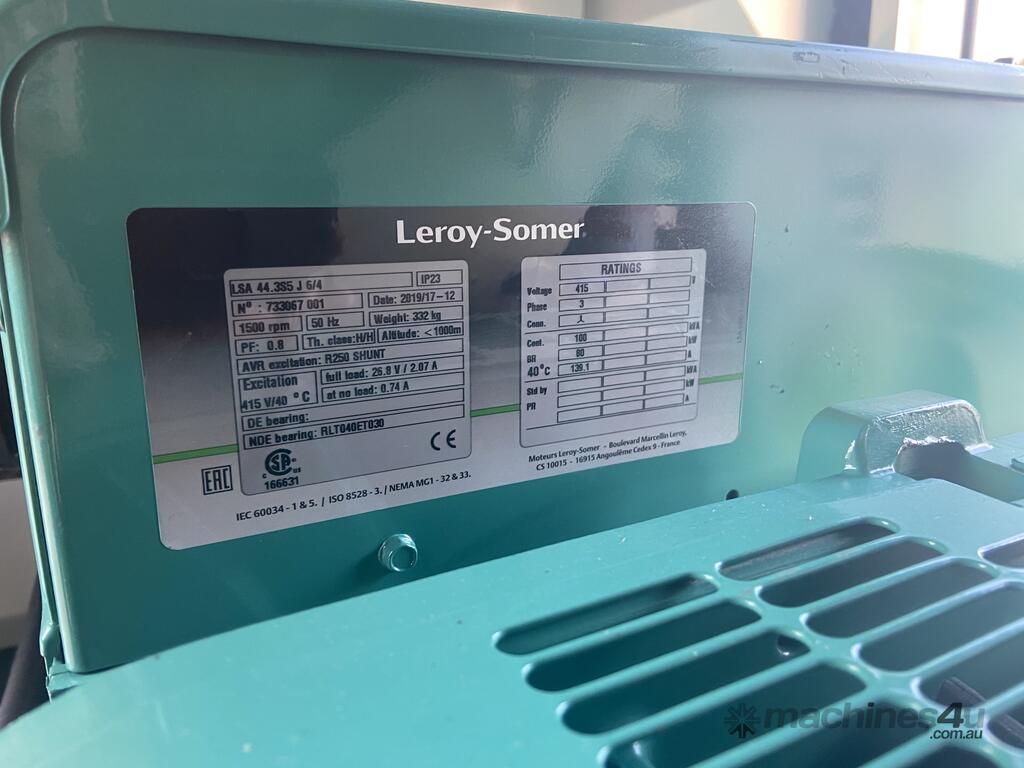 Leroy-Somer
LSA 44.3S5 J 6/4 IP23
N° : 733067 001 Date: 2019/17-12
1500 rpm 50 Hz Weight: 332 kg
PF: 0.8 Th. class:H/H Altitude: < 1000m
AVR excitation: R250 SHUNT
Excitation full load: 26.8 V / 2.07 A
415 V/40 °C at no load: 0.74 A
DE bearing:
NDE bearing: RLT040ET030
EAC
CSA
C US
166631
CE
IEC 60034 - 1 & 5. / ISO 8528 - 3. / NEMA MG1 - 32 & 33.
RATINGS
Voltage 415 V
Phase 3
Conn.
Cont. 100 kVA
BR 80 kW
40°C 139.1 A
Std by kVA
PR kW
A
Moteurs Leroy-Somer - Boulevard Marcellin Leroy,
CS 10015 - 16915 Angoulême Cedex 9 - France
machines4u
.com.au